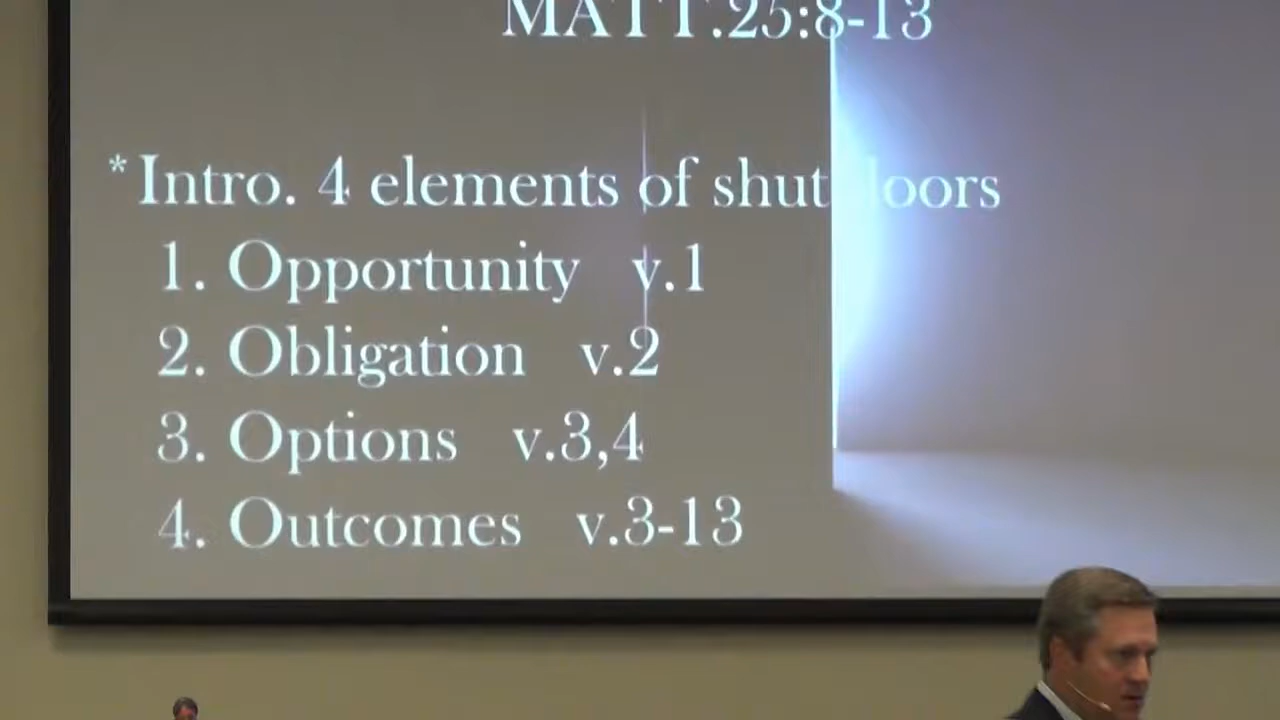 MATT.25:8-13
* Intro. 4 elements of shut doors
1. Opportunity v.1
2. Obligation v.2
3. Options v.3,4
4. Outcomes v.3-13